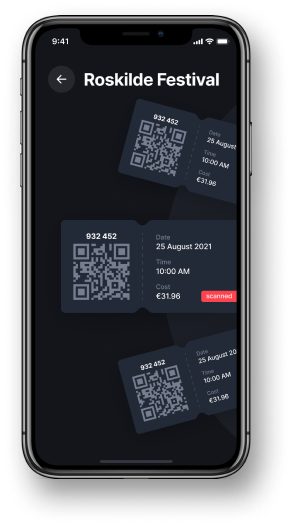 9:41
Roskilde Festival
932 452
Date
25 August
Time
10:00 AM
Cost
€31.96
932 452
Date
25 August 2021
Time
10:00 AM
Cost
€31.96
scanned
932 452
Date
25 August 20
Time
10:00 AM
Cost
€31.96